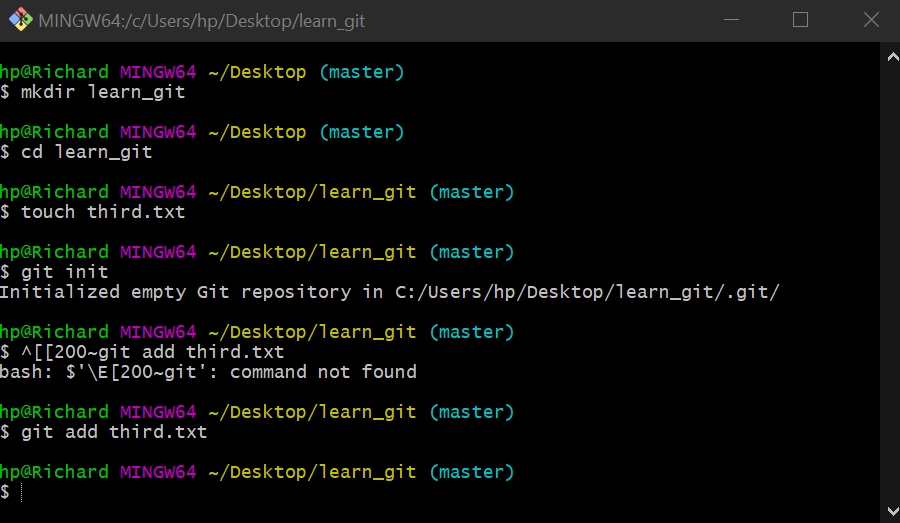 MINGW64:/c/Users/hp/Desktop/learn_git
hp@Richard MINGW64 ~/Desktop (master)
$ mkdir learn_git
hp@Richard MINGW64 ~/Desktop (master)
$ cd learn_git
hp@Richard MINGW64 ~/Desktop/learn_git (master)
$ touch third.txt
hp@Richard MINGW64 ~/Desktop/learn_git (master)
$ git init
Initialized empty Git repository in C:/Users/hp/Desktop/learn_git/.git/
hp@Richard MINGW64 ~/Desktop/learn_git (master)
$ ^[[200~git add third.txt
bash: $'\E[200~git': command not found
hp@Richard MINGW64 ~/Desktop/learn_git (master)
$ git add third.txt
hp@Richard MINGW64 ~/Desktop/learn_git (master)
$